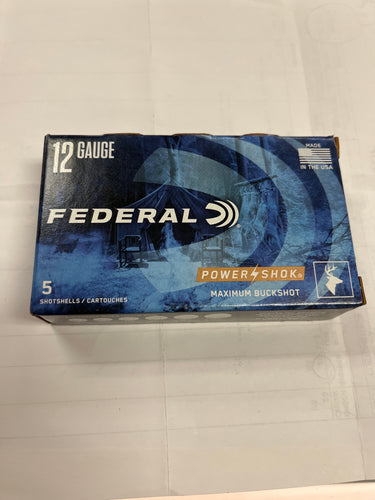 12 GAUGE
MADE
IN THE USA
FEDERAL
POWER SHOK
MAXIMUM BUCKSHOT
5
SHOTSHELLS / CARTOUCHES